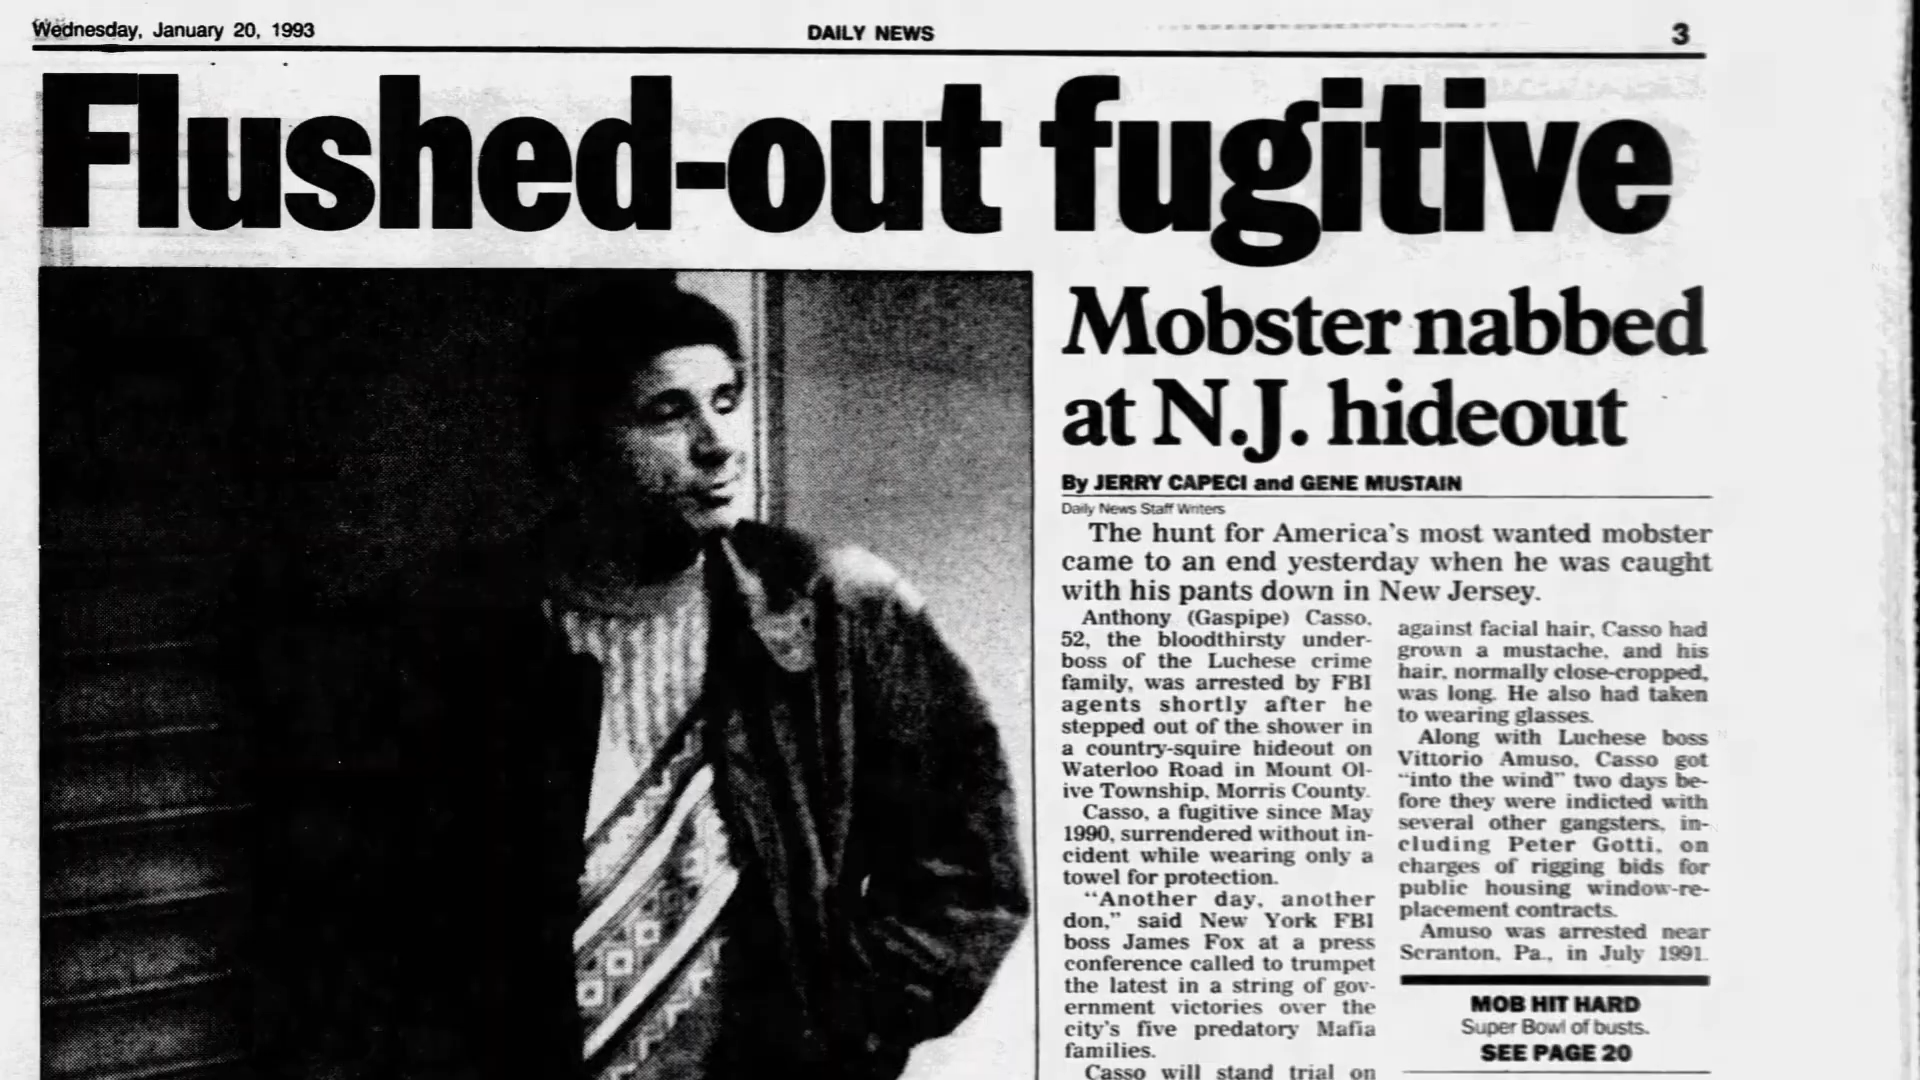 Wednesday, January 20, 1993
DAILY NEWS
3
Flushed-out fugitive
Mobster nabbed
at N.J. hideout
By JERRY CAPECI and GENE MUSTAIN
Daily News Staff Writers
The hunt for America's most wanted mobster
came to an end yesterday when he was caught
with his pants down in New Jersey.
Anthony (Gaspipe) Casso,
52, the bloodthirsty under-
boss of the Luchese crime
family, was arrested by FBI
agents shortly after he
stepped out of the shower in
a country-squire hideout on
Waterloo Road in Mount Ol-
ive Township, Morris County.
Casso, a fugitive since May
1990, surrendered without in-
cident while wearing only a
towel for protection.
"Another day, another
don," said New York FBI
boss James Fox at a press
conference called to trumpet
the latest in a string of gov-
ernment victories over the
city's five predatory Mafia
families.
Casso will stand trial on
against facial hair, Casso had
grown a mustache, and his
hair, normally close-cropped,
was long. He also had taken
to wearing glasses.
Along with Luchese boss
Vittorio Amuso, Casso got
"into the wind" two days be-
fore they were indicted with
several other gangsters, in-
cluding Peter Gotti, on
charges of rigging bids for
public housing window-re-
placement contracts.
Amuso was arrested near
Scranton, Pa., in July 1991.
MOB HIT HARD
Super Bowl of busts.
SEE PAGE 20